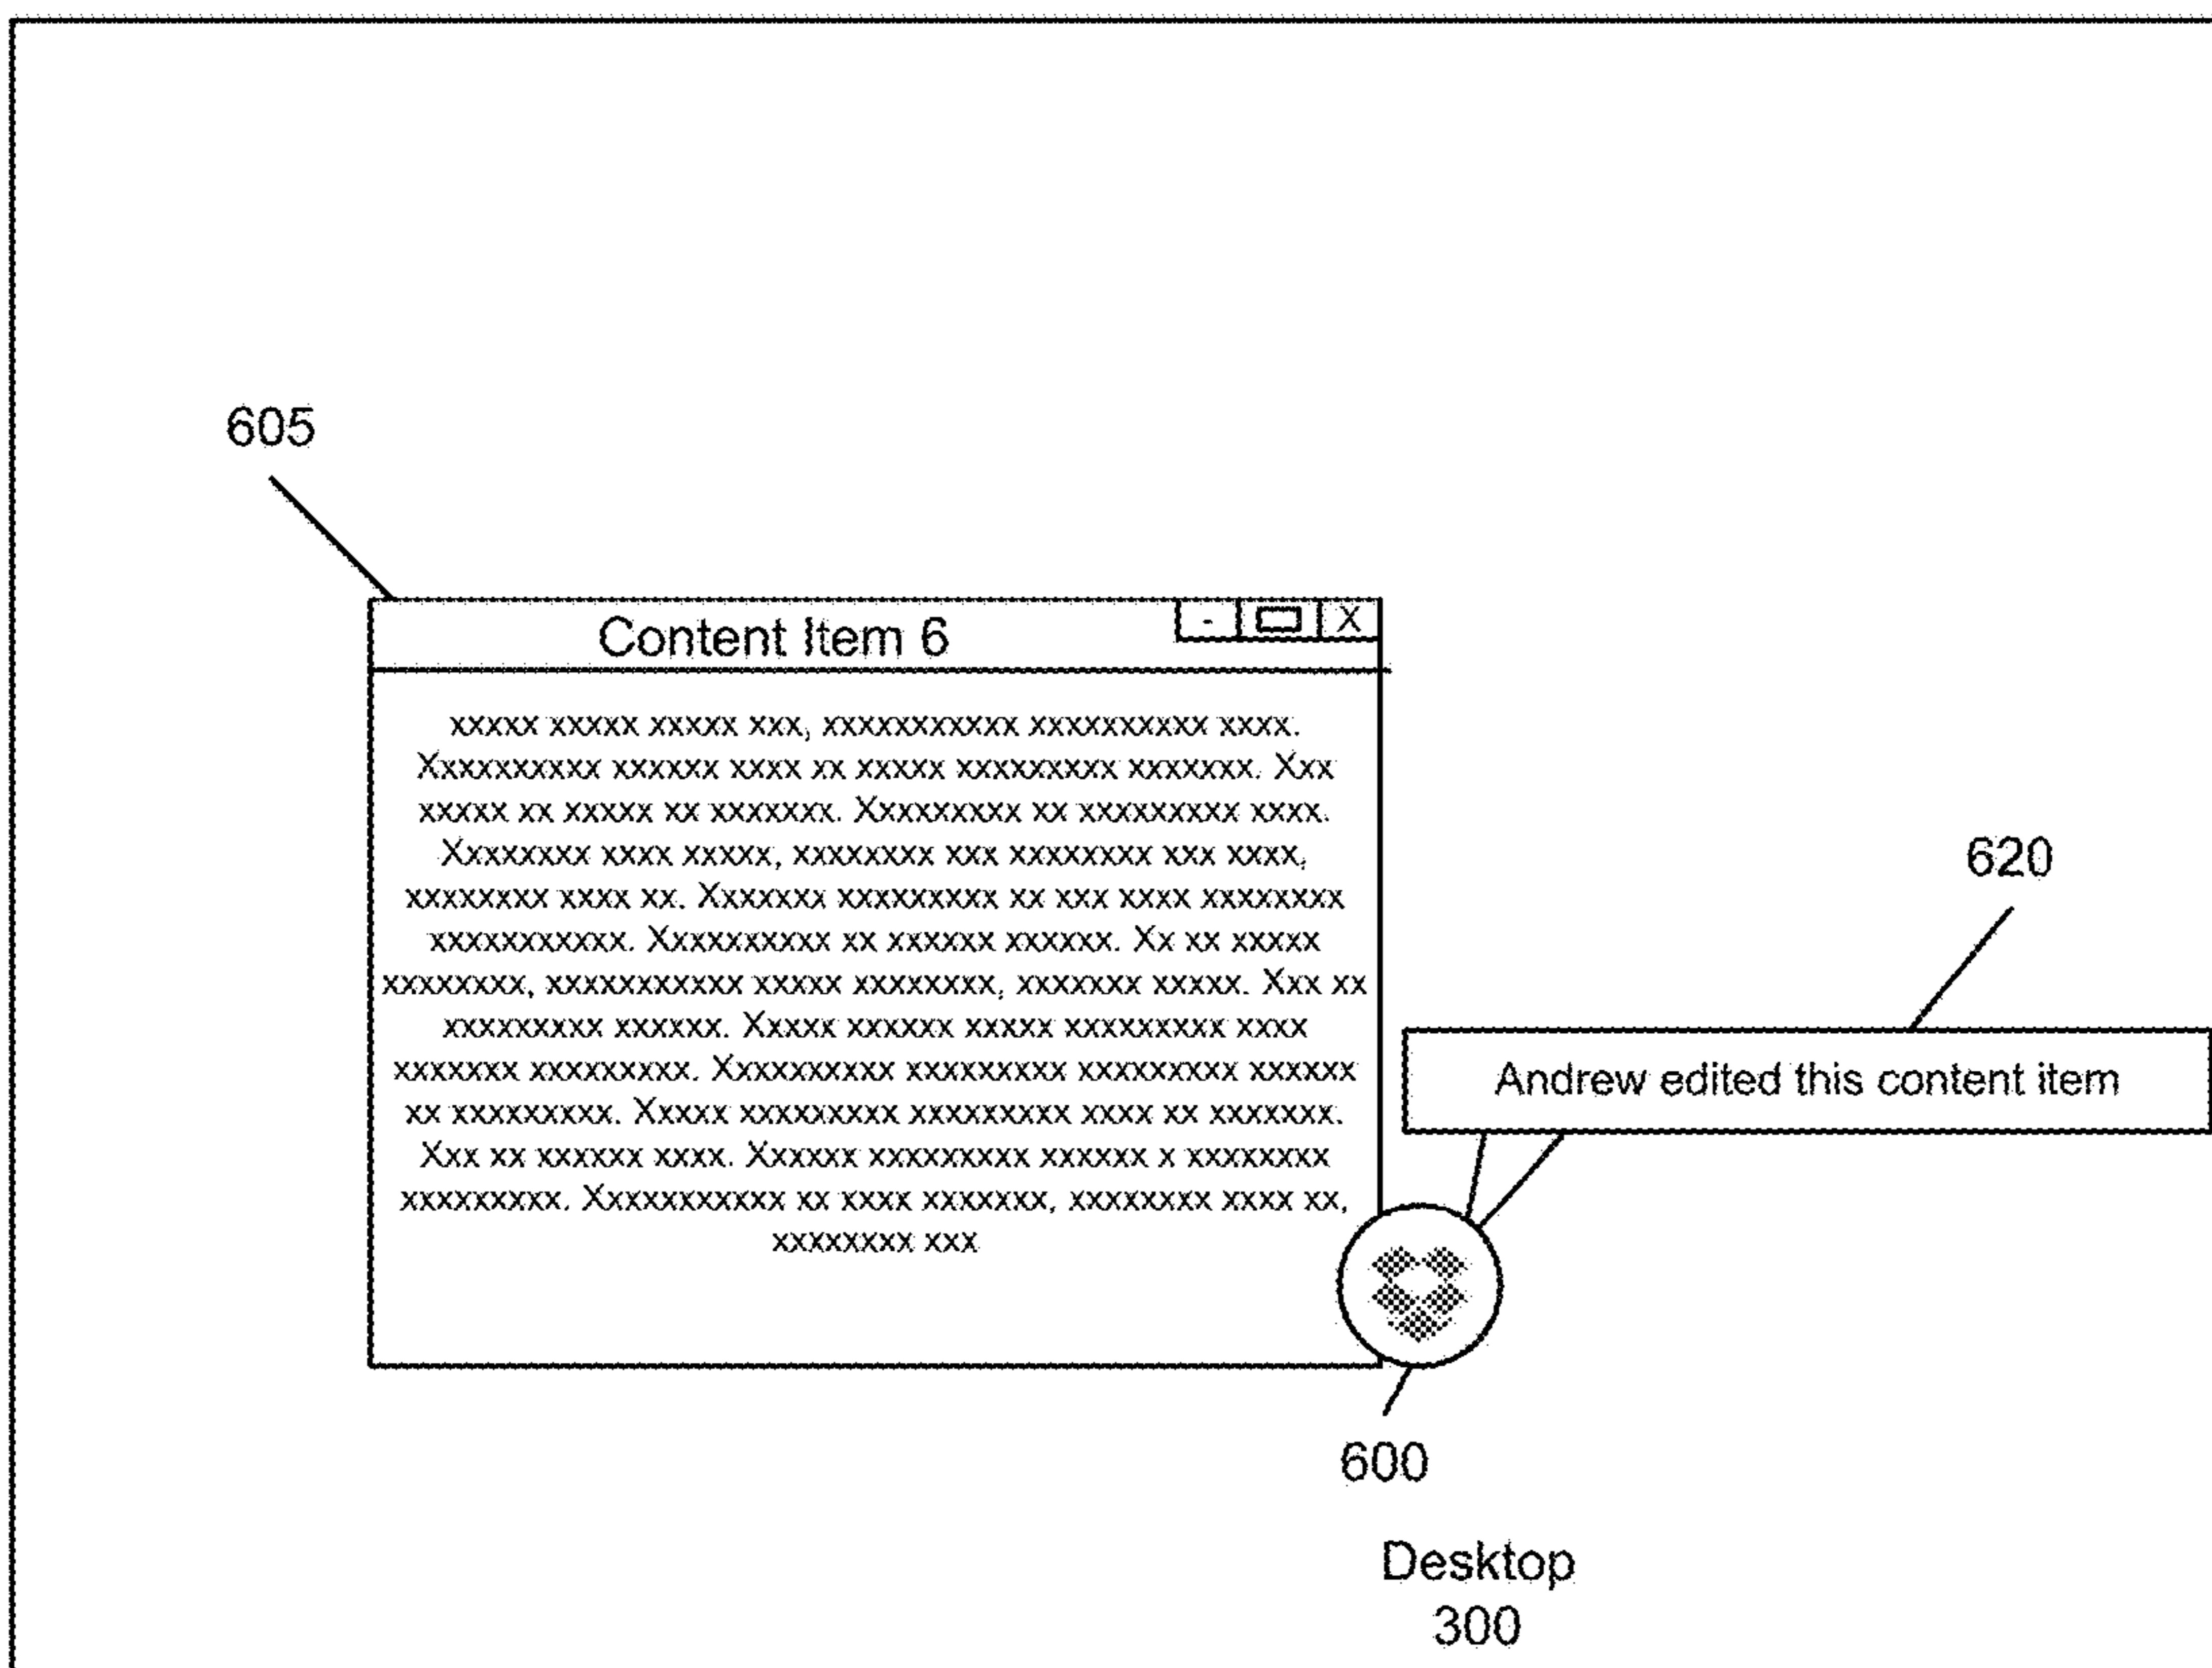 605
Content Item 6
- X
xxxxx xxxxx xxxxx xxx, xxxxxxxxxxx xxxxxxxxxx xxxx.
Xxxxxxxxxx xxxxxx xxxx xx xxxxx xxxxxxxxx xxxxxxx. Xxx
xxxxx xx xxxxx xx xxxxxxx. Xxxxxxxxx xx xxxxxxxxx xxxx.
Xxxxxxxx xxxx xxxxx, xxxxxxxx xxx xxxxxxxx xxx xxxx,
xxxxxxxx xxxx xx. Xxxxxxx xxxxxxxxx xx xxx xxxx xxxxxxxx
xxxxxxxxxxx. Xxxxxxxxxx xx xxxxxx xxxxxx. Xx xx xxxxx
xxxxxxxx, xxxxxxxxxxx xxxxx xxxxxxxx, xxxxxxx xxxxx. Xxx xx
xxxxxxxxx xxxxxx. Xxxxx xxxxxx xxxxx xxxxxxxxx xxxx
xxxxxxx xxxxxxxxx. Xxxxxxxxxx xxxxxxxxx xxxxxxxxx xxxxxx
xx xxxxxxxxx. Xxxxx xxxxxxxxx xxxxxxxxx xxxx xx xxxxxxx.
Xxx xx xxxxxx xxxx. Xxxxxx xxxxxxxxx xxxxxx x xxxxxxxx
xxxxxxxxx. Xxxxxxxxxxx xx xxxx xxxxxxx, xxxxxxxx xxxx xx,
xxxxxxxx xxx
620
Andrew edited this content item
600
Desktop
300